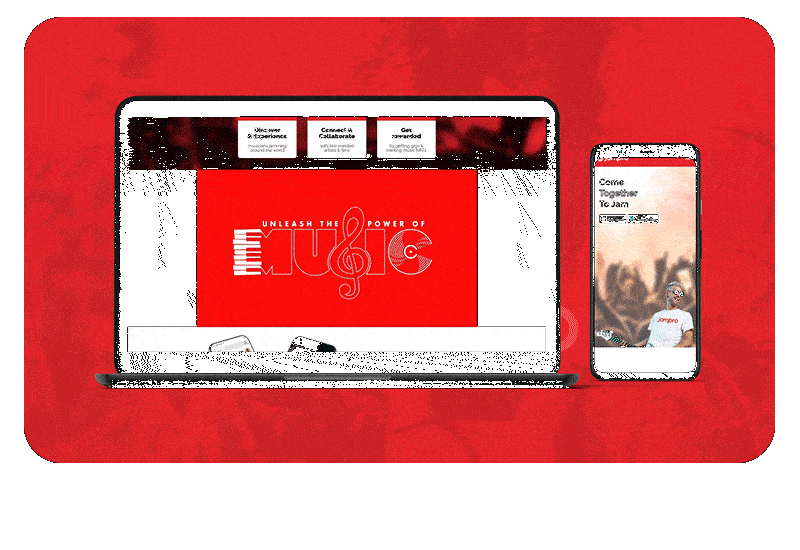 Discover
& Experience
musicians jamming
around the world
Connect &
Collaborate
with like-minded
artists & fans
Get
rewarded
by getting gigs &
minting music NFTs
UNLEASH THE POWER OF
MUSIC
Come
Together
To Jam
Jampro